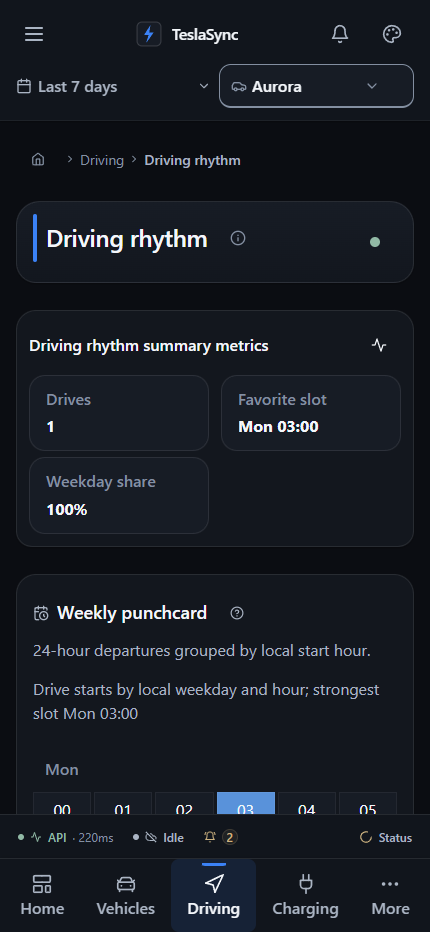 TeslaSync
Last 7 days
Aurora
Driving
Driving rhythm
Driving rhythm
Driving rhythm summary metrics
Drives
1
Favorite slot
Mon 03:00
Weekday share
100%
Weekly punchcard
24-hour departures grouped by local start hour.
Drive starts by local weekday and hour; strongest
slot Mon 03:00
Mon
00 01 02 03 04 05
API · 220ms Idle 2 Status
Home Vehicles Driving Charging More